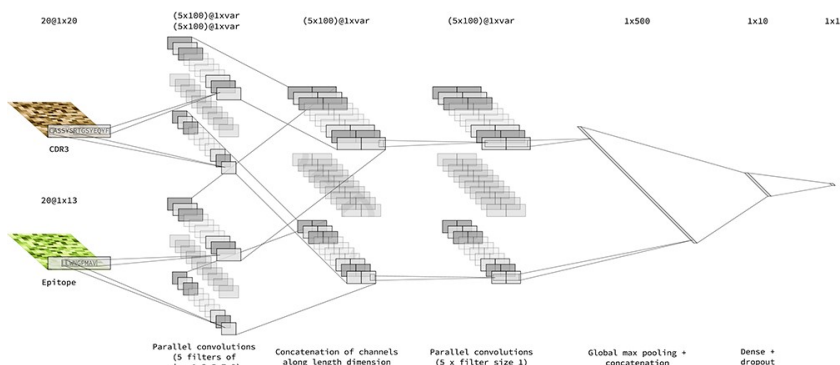 20@1x20
(5x100)@1xvar
(5x100)@1xvar
(5x100)@1xvar
(5x100)@1xvar
1x500
1x10
1x1
CDR3
20@1x13
Epitope
Parallel convolutions
(5 filters of
Concatenation of channels
along length dimension
Parallel convolutions
(5 x filter size 1)
Global max pooling +
concatenation
Dense +
dropout